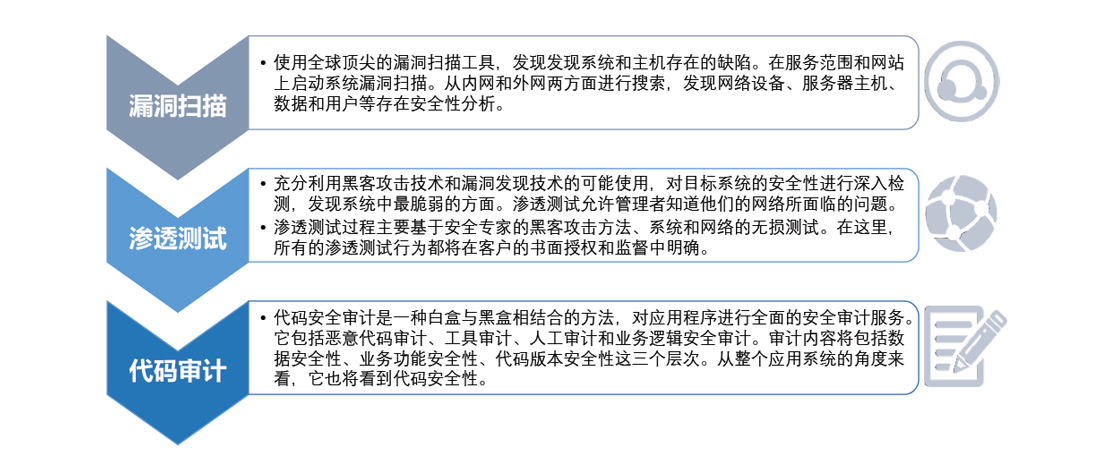 漏洞扫描
• 使用全球顶尖的漏洞扫描工具，发现发现系统和主机存在的缺陷。在服务范围和网站
上启动系统漏洞扫描。从内网和外网两方面进行搜索，发现网络设备、服务器主机、
数据和用户等存在安全性分析。
渗透测试
• 充分利用黑客攻击技术和漏洞发现技术的可能使用，对目标系统的安全性进行深入检
测，发现系统中最脆弱的方面。渗透测试允许管理者知道他们的网络所面临的问题。
• 渗透测试过程主要基于安全专家的黑客攻击方法、系统和网络的无损测试。在这里，
所有的渗透测试行为都将在客户的书面授权和监督中明确。
代码审计
• 代码安全审计是一种白盒与黑盒相结合的方法，对应用程序进行全面的安全审计服务。
它包括恶意代码审计、工具审计、人工审计和业务逻辑安全审计。审计内容将包括数
据安全性、业务功能安全性、代码版本安全性这三个层次。从整个应用系统的角度来
看，它也将看到代码安全性。